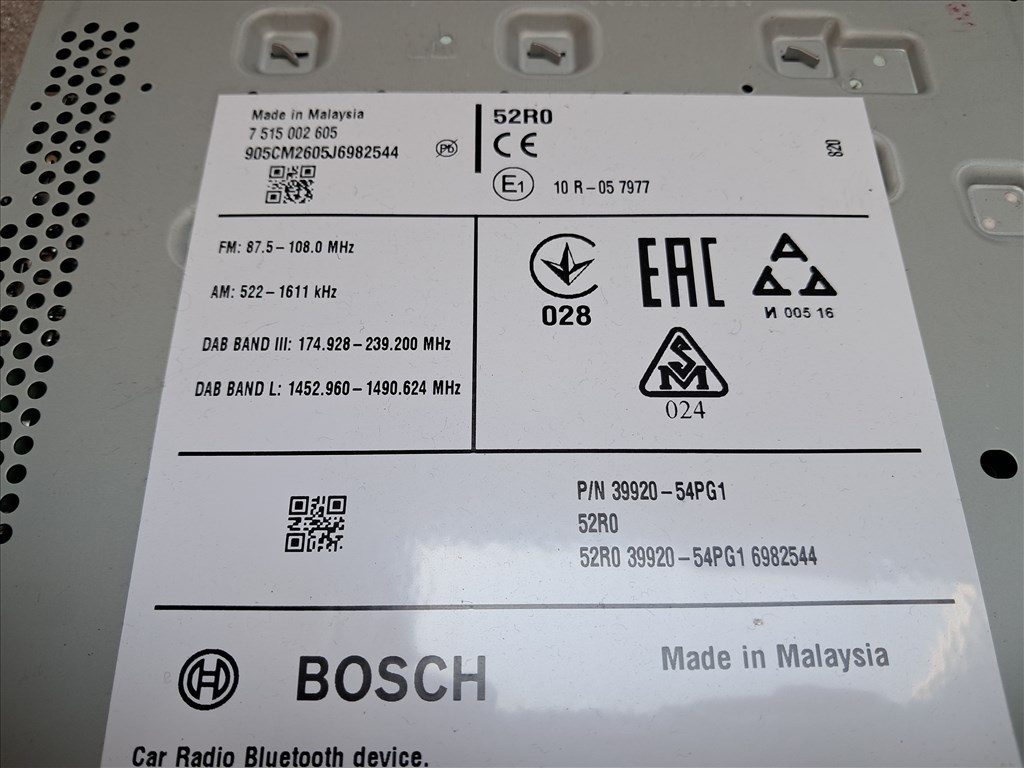 Made in Malaysia
7 515 002 605
905CM2605J6982544
Pb
52R0
CE
E1
10 R-05 7977
028
FM: 87.5-108.0 MHz
AM: 522-1611 kHz
DAB BAND III: 174.928-239.200 MHz
DAB BAND L: 1452.960-1490.624 MHz
028
EAC
A
A A
И 005 16
SM
024
P/N 39920-54PG1
52R0
52R0 39920-54PG1 6982544
BOSCH
Made in Malaysia
Car Radio Bluetooth device.